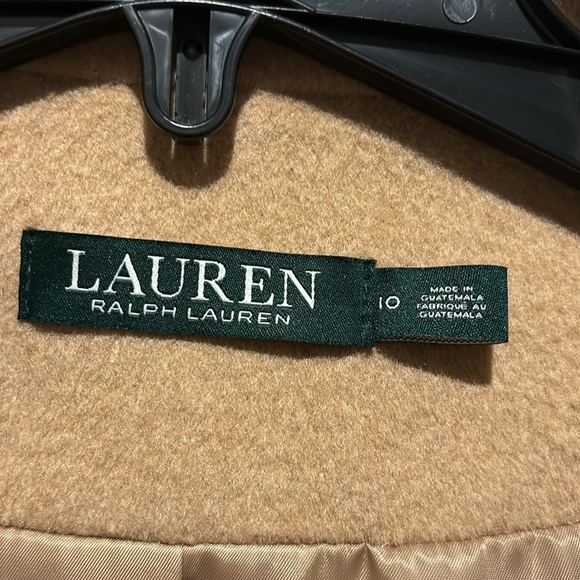 LAUREN
RALPH LAUREN
10
MADE IN
GUATEMALA
FABRIQUÉ AU
GUATEMALA